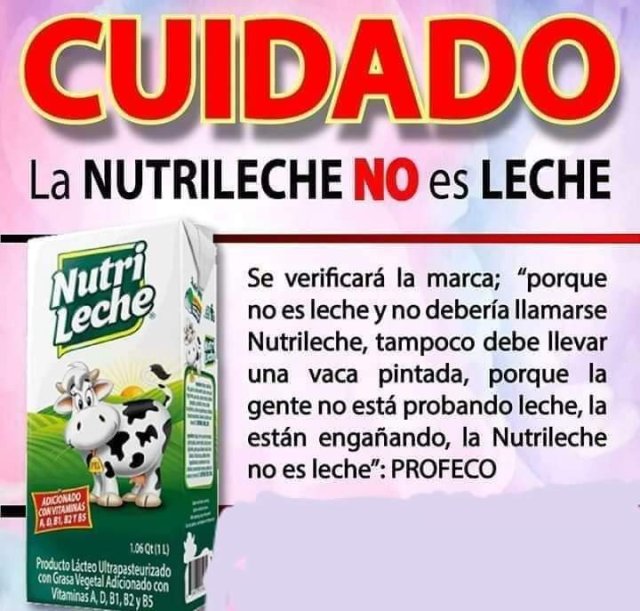 CUIDADO
La NUTRILECHE NO es LECHE
Nutri
Leche
Se verificará la marca; “porque
no es leche y no debería llamarse
Nutrileche, tampoco debe llevar
una vaca pintada, porque la
gente no está probando leche, la
están engañando, la Nutrileche
no es leche”: PROFECO
ADICIONADO
CON VITAMINAS
A, D, B1, B2 Y B5
1.06 Qt (1 L)
Producto Lácteo Ultrapasteurizado
con Grasa Vegetal Adicionado con
Vitaminas A, D, B1, B2 y B5